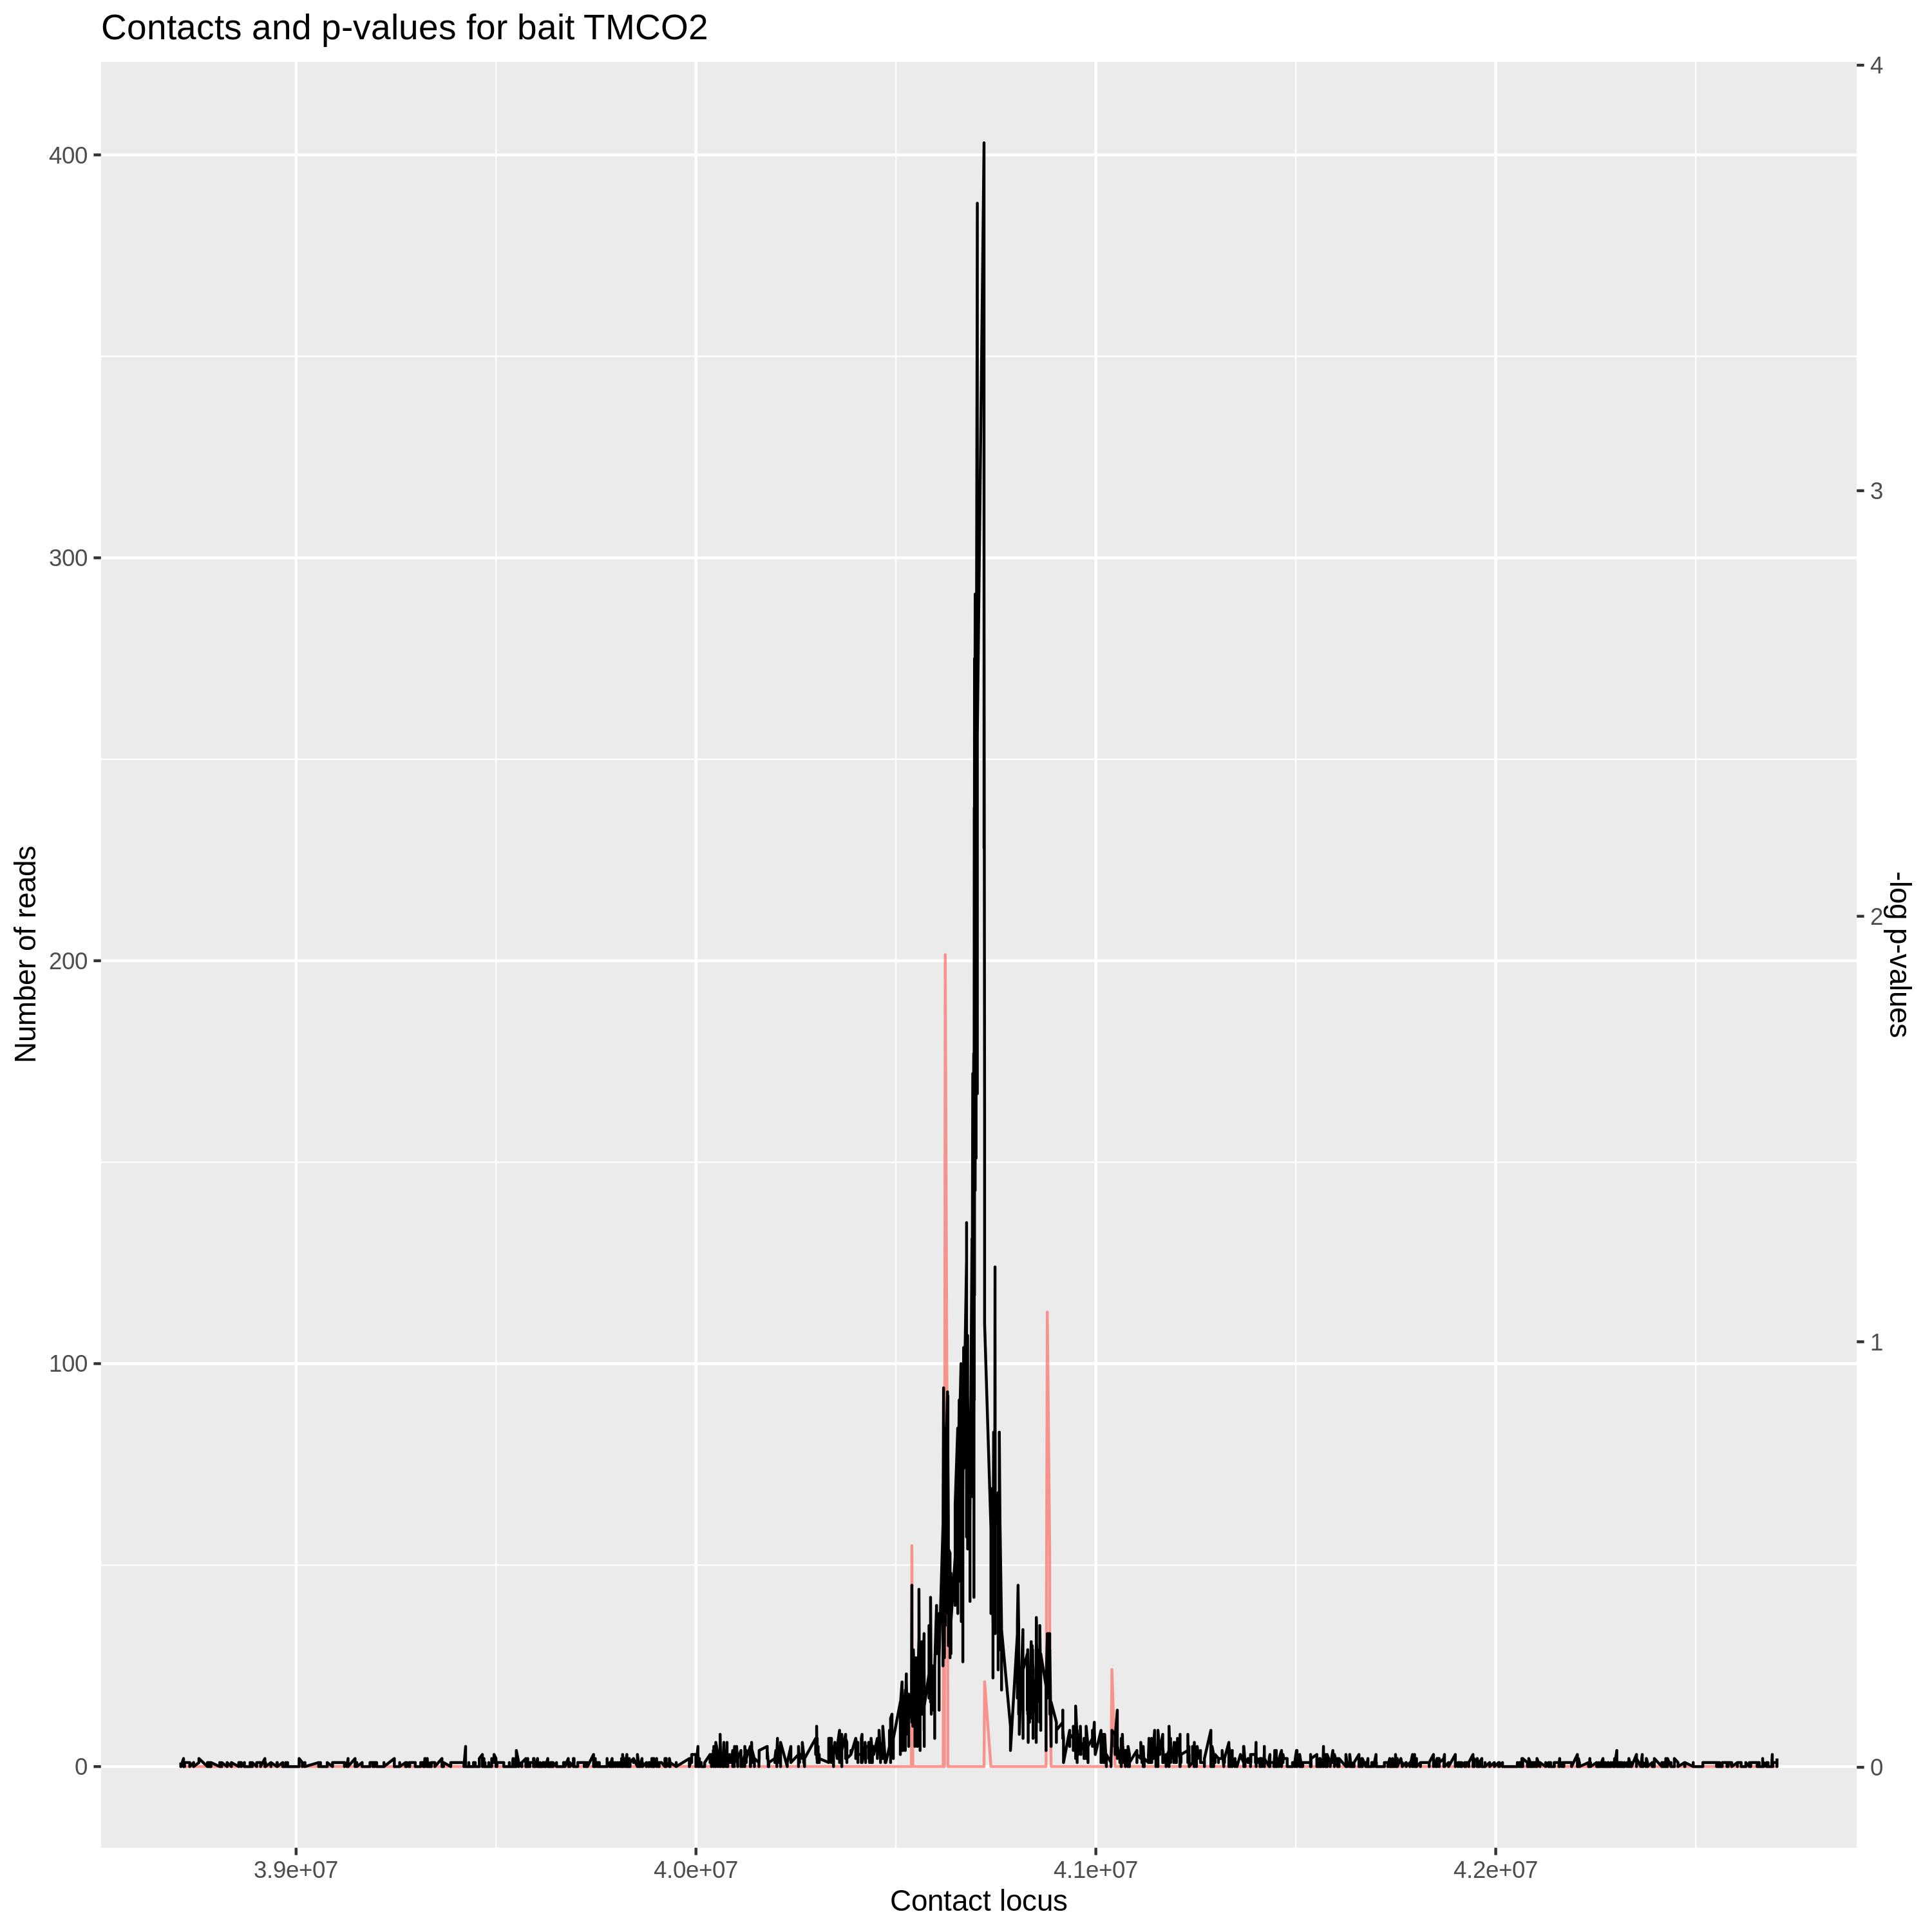 Contacts and p-values for bait TMCO2
400
300
200
100
0
Number of reads
4
3
2
1
0
-log p-values
3.9e+07 4.0e+07 4.1e+07 4.2e+07
Contact locus